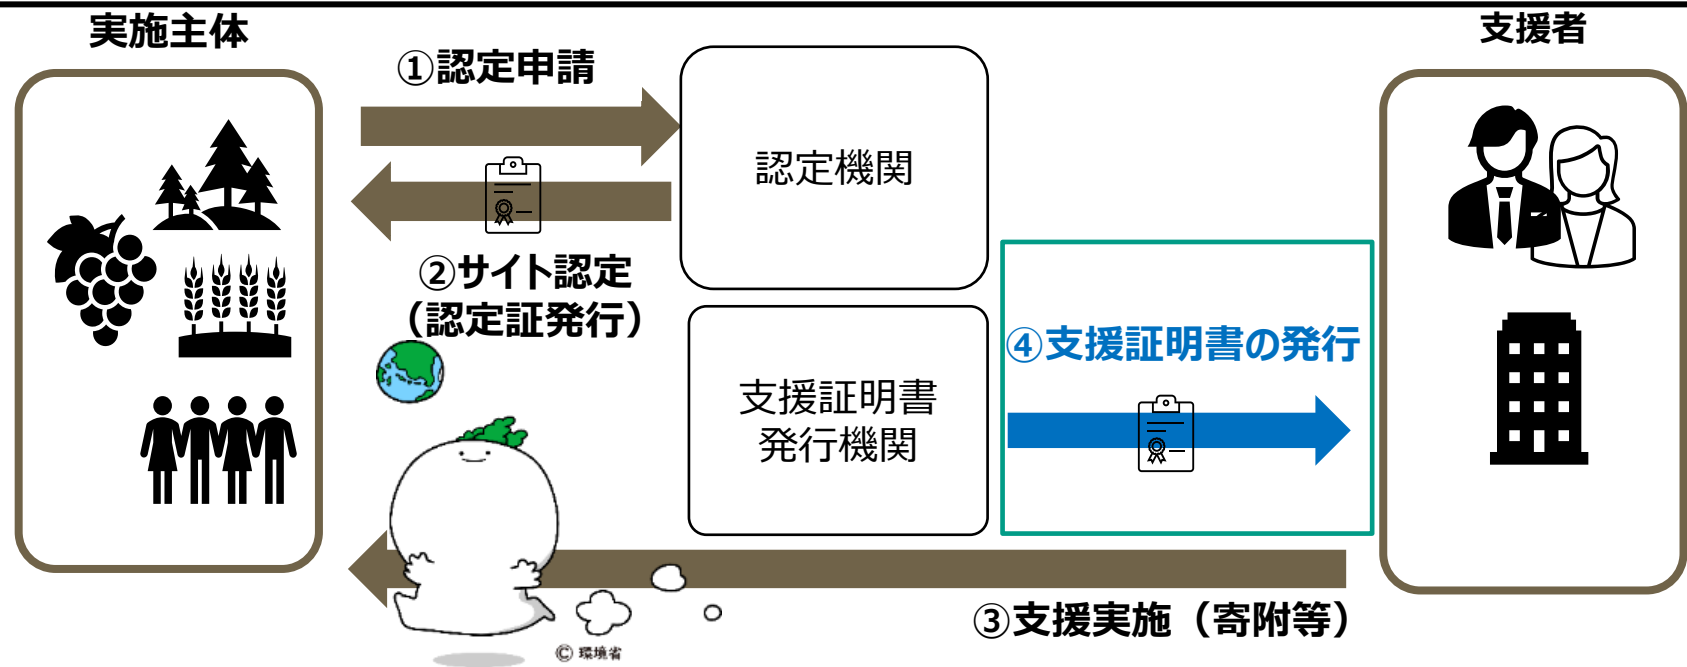 実施主体
支援者
①認定申請
認定機関
②サイト認定
（認定証発行）
④支援証明書の発行
支援証明書
発行機関
③支援実施（寄附等）
© 環境省